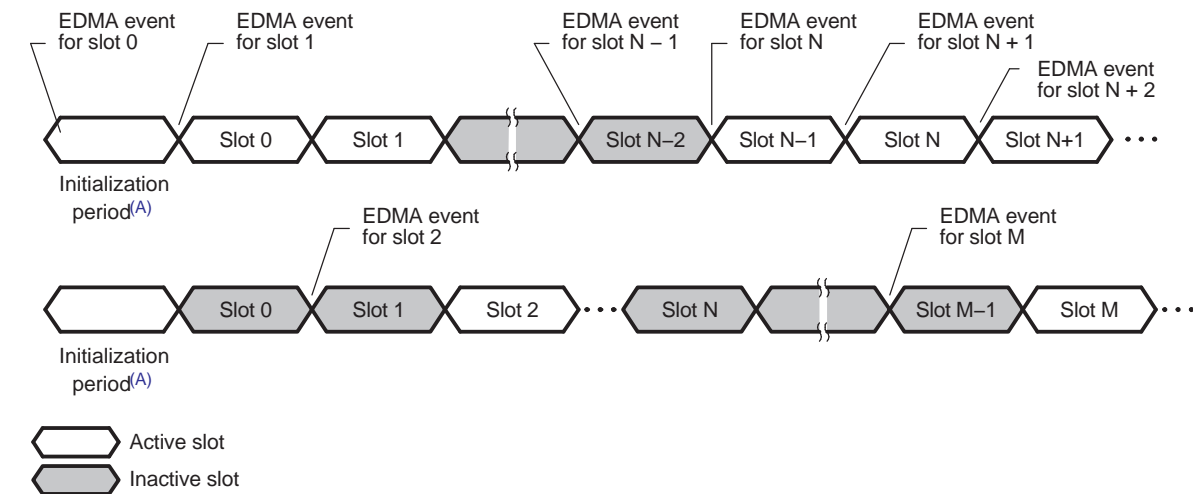 EDMA event
for slot 0
EDMA event
for slot 1
EDMA event
for slot N – 1
EDMA event
for slot N
EDMA event
for slot N + 1
EDMA event
for slot N + 2
Slot 0
Slot 1
Slot N–2
Slot N–1
Slot N
Slot N+1
Initialization
period(A)
EDMA event
for slot 2
EDMA event
for slot M
Slot 0
Slot 1
Slot 2
Slot N
Slot M–1
Slot M
Initialization
period(A)
Active slot
Inactive slot